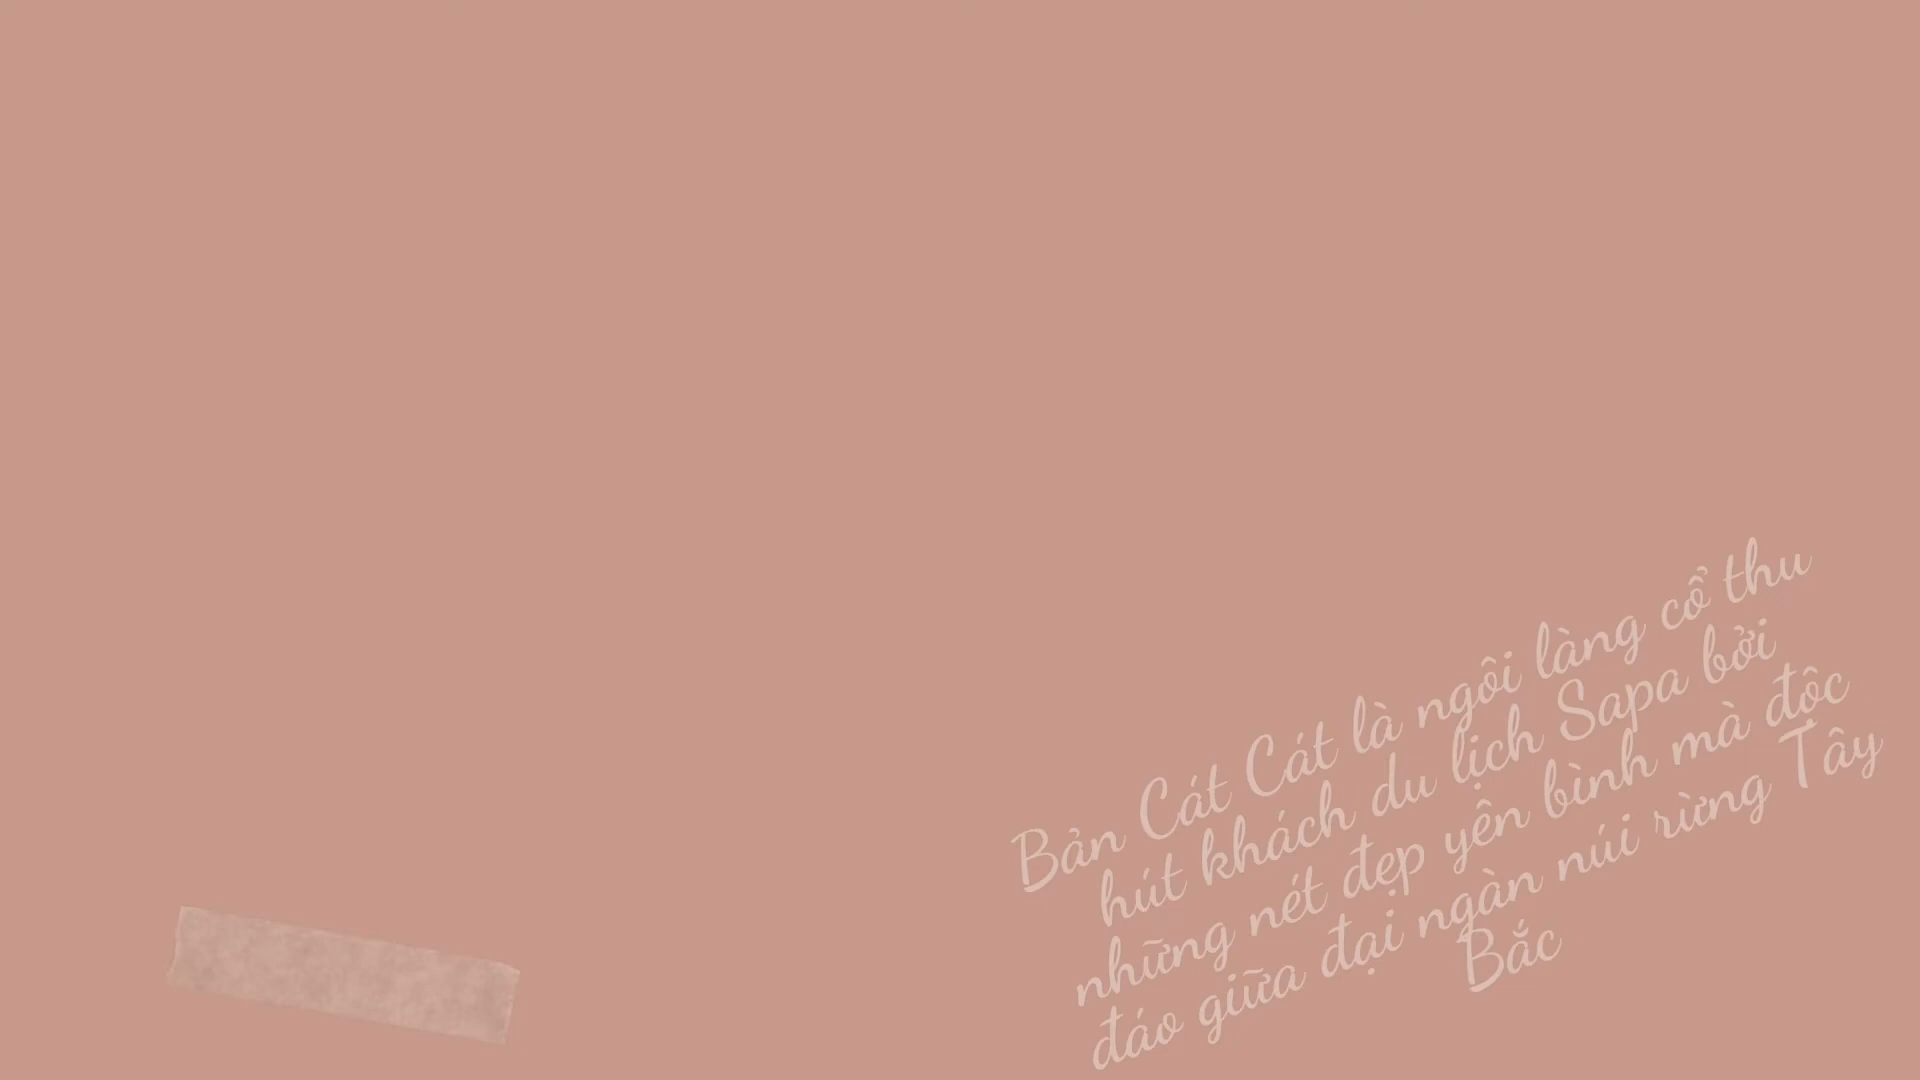 Bản Cát Cát là ngôi làng cổ thu
hút khách du lịch Sapa bởi
những nét đẹp yên bình mà độc
đáo giữa đại ngàn núi rừng Tây
Bắc